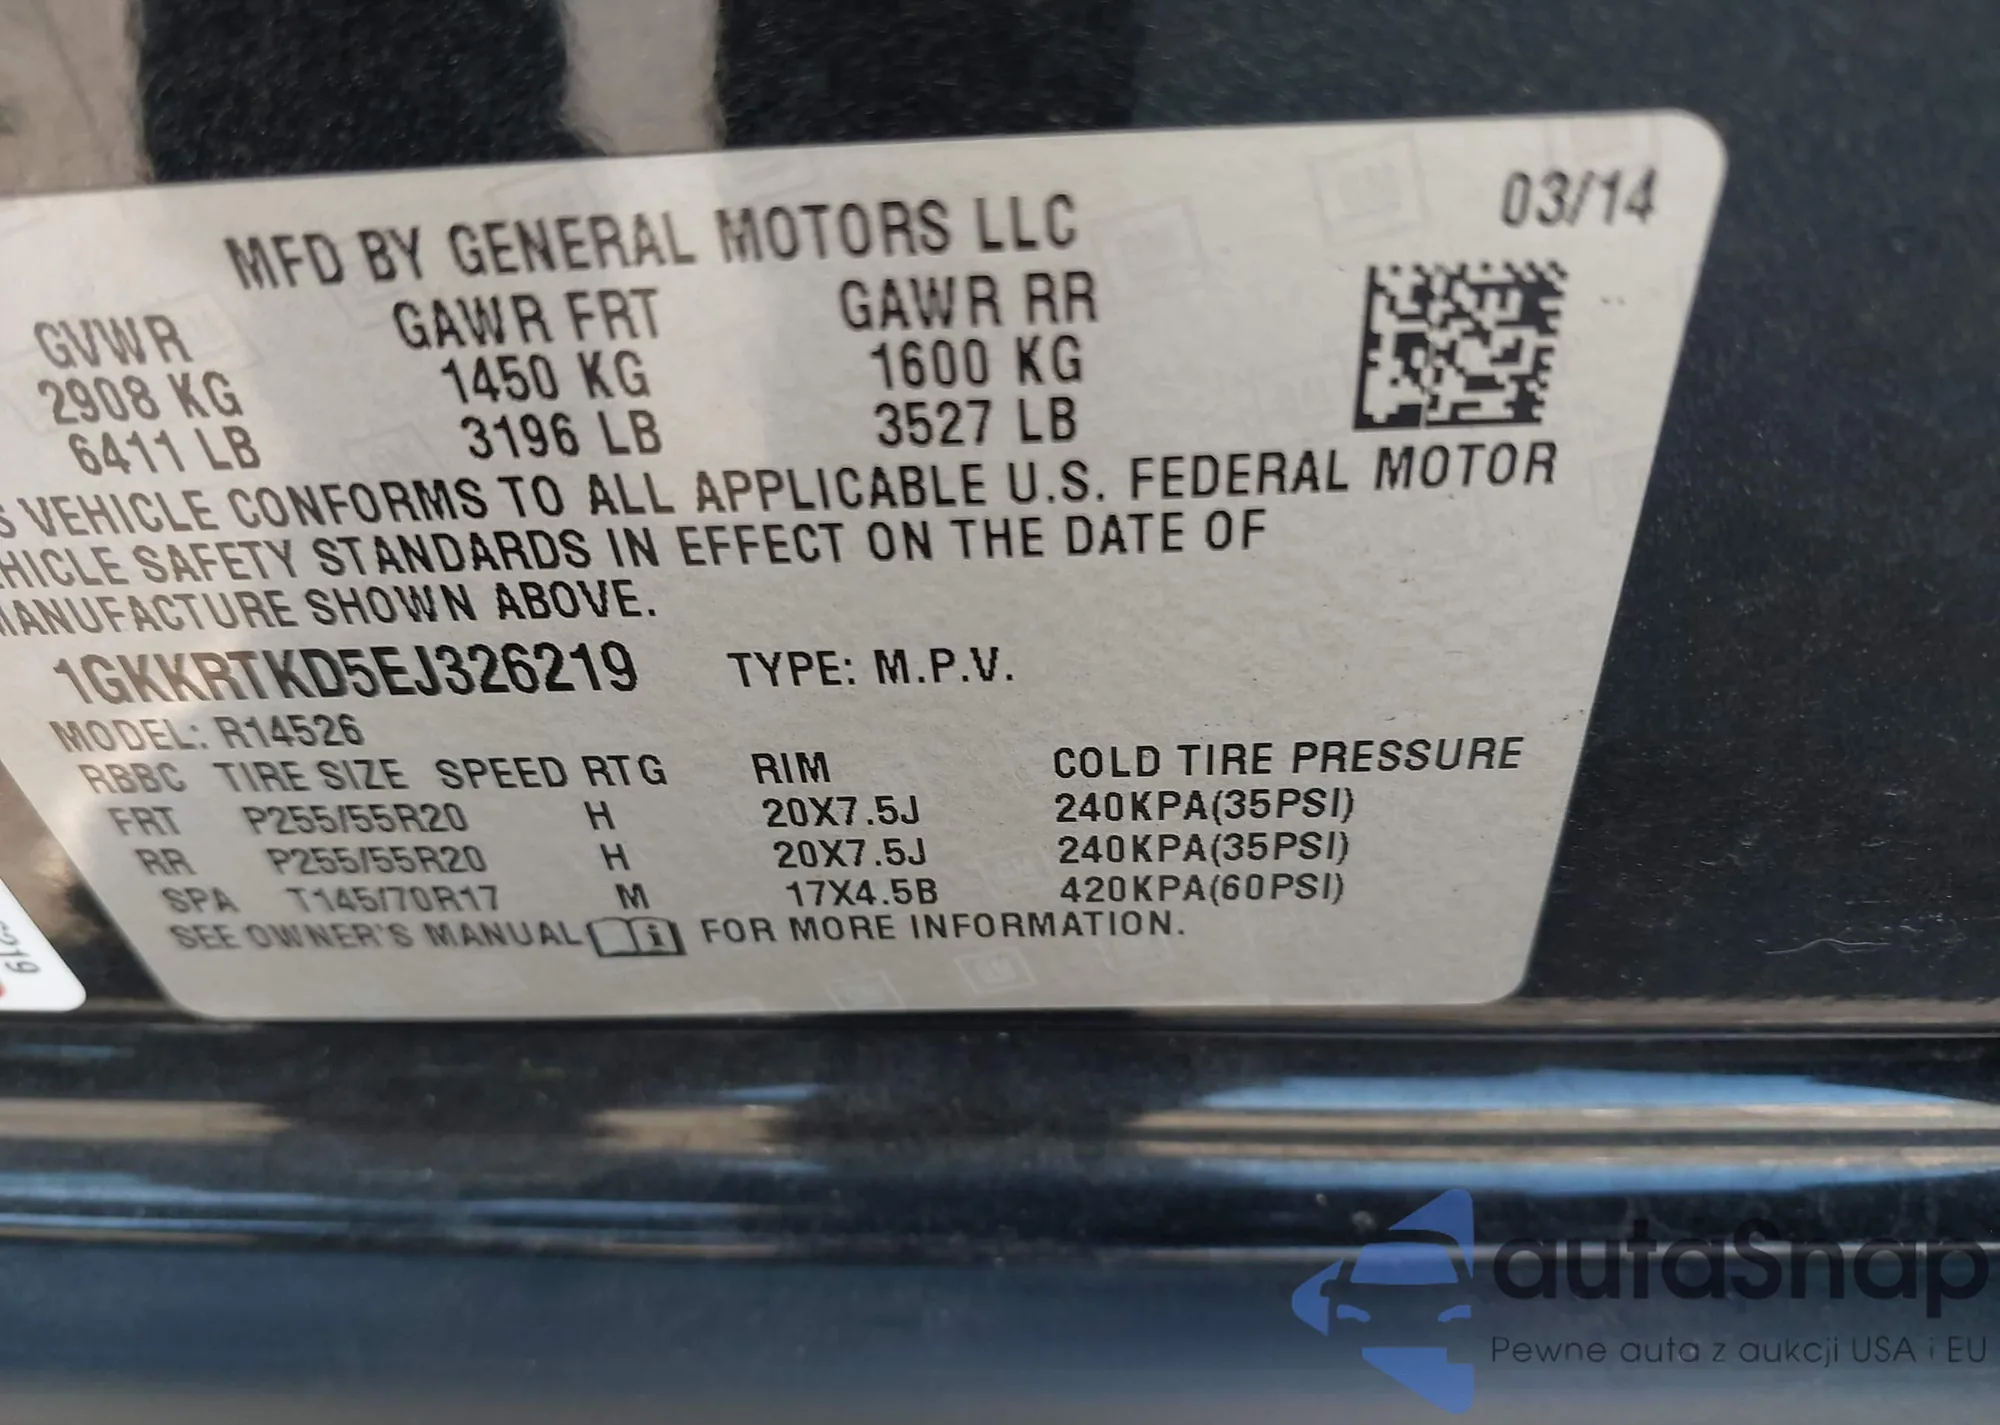 03/14
MFD BY GENERAL MOTORS LLC
GVWR GAWR FRT GAWR RR
2908 KG 1450 KG 1600 KG
6411 LB 3196 LB 3527 LB
VEHICLE CONFORMS TO ALL APPLICABLE U.S. FEDERAL MOTOR
HICLE SAFETY STANDARDS IN EFFECT ON THE DATE OF
MANUFACTURE SHOWN ABOVE.
1GKKRTKD5EJ326219 TYPE: M.P.V.
MODEL: R14526
RBBC TIRE SIZE SPEED RTG RIM COLD TIRE PRESSURE
FRT P255/55R20 H 20X7.5J 240KPA(35PSI)
RR P255/55R20 H 20X7.5J 240KPA(35PSI)
SPA T145/70R17 M 17X4.5B 420KPA(60PSI)
SEE OWNER'S MANUAL FOR MORE INFORMATION.
autaSnap
Pewne auta z aukcji USA i EU